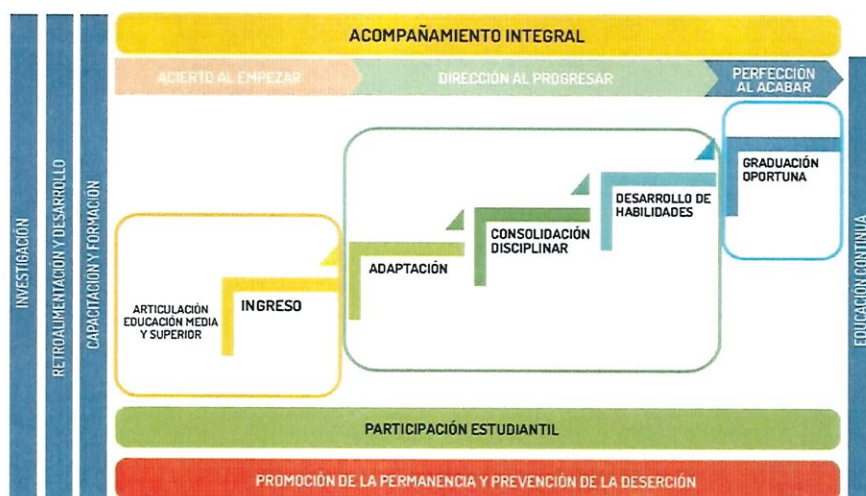 ACOMPAÑAMIENTO INTEGRAL
ACIERTO AL EMPEZAR
DIRECCIÓN AL PROGRESAR
PERFECCIÓN
AL ACABAR
INVESTIGACIÓN
RETROALIMENTACIÓN Y DESARROLLO
CAPACITACIÓN Y FORMACIÓN
ARTICULACIÓN
EDUCACIÓN MEDIA
Y SUPERIOR
INGRESO
ADAPTACIÓN
CONSOLIDACIÓN
DISCIPLINAR
DESARROLLO DE
HABILIDADES
GRADUACIÓN
OPORTUNA
EDUCACIÓN CONTINUA
PARTICIPACIÓN ESTUDIANTIL
PROMOCIÓN DE LA PERMANENCIA Y PREVENCIÓN DE LA DESERCIÓN